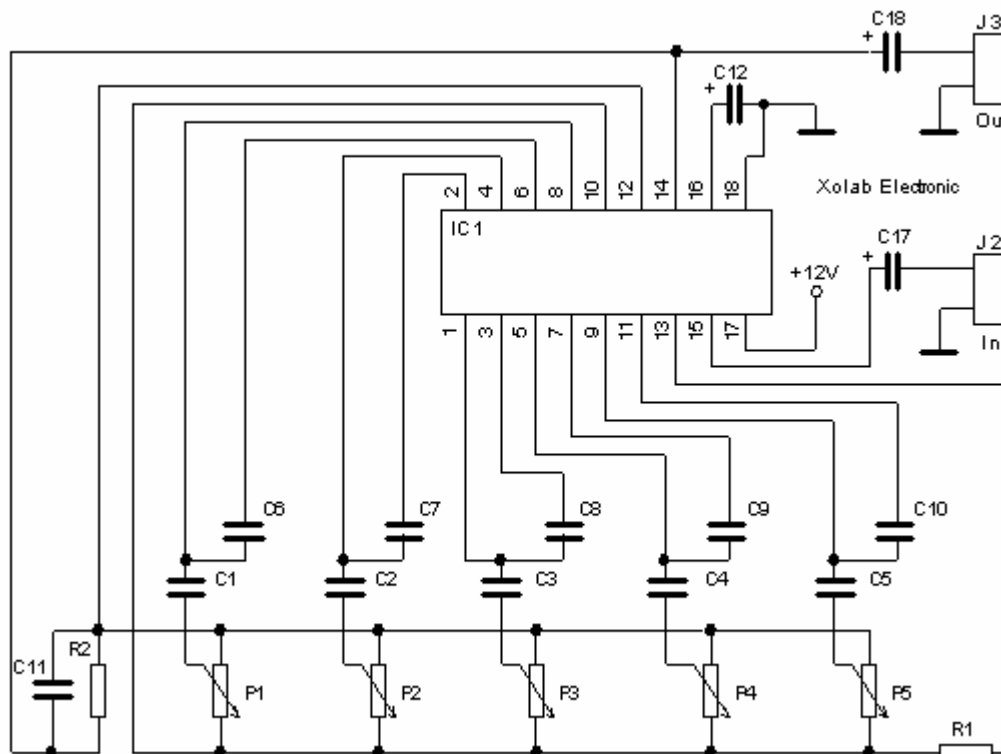 C18
J3
C12
Ou
Xolab Electronic
2 4 6 8 10 12 14 16 18
IC1
C17
J2
+12V
In
1 3 5 7 9 11 13 15 17
C6 C7 C8 C9 C10
C1 C2 C3 C4 C5
R2
C11
P1 P2 P3 P4 P5
R1
+
+
+